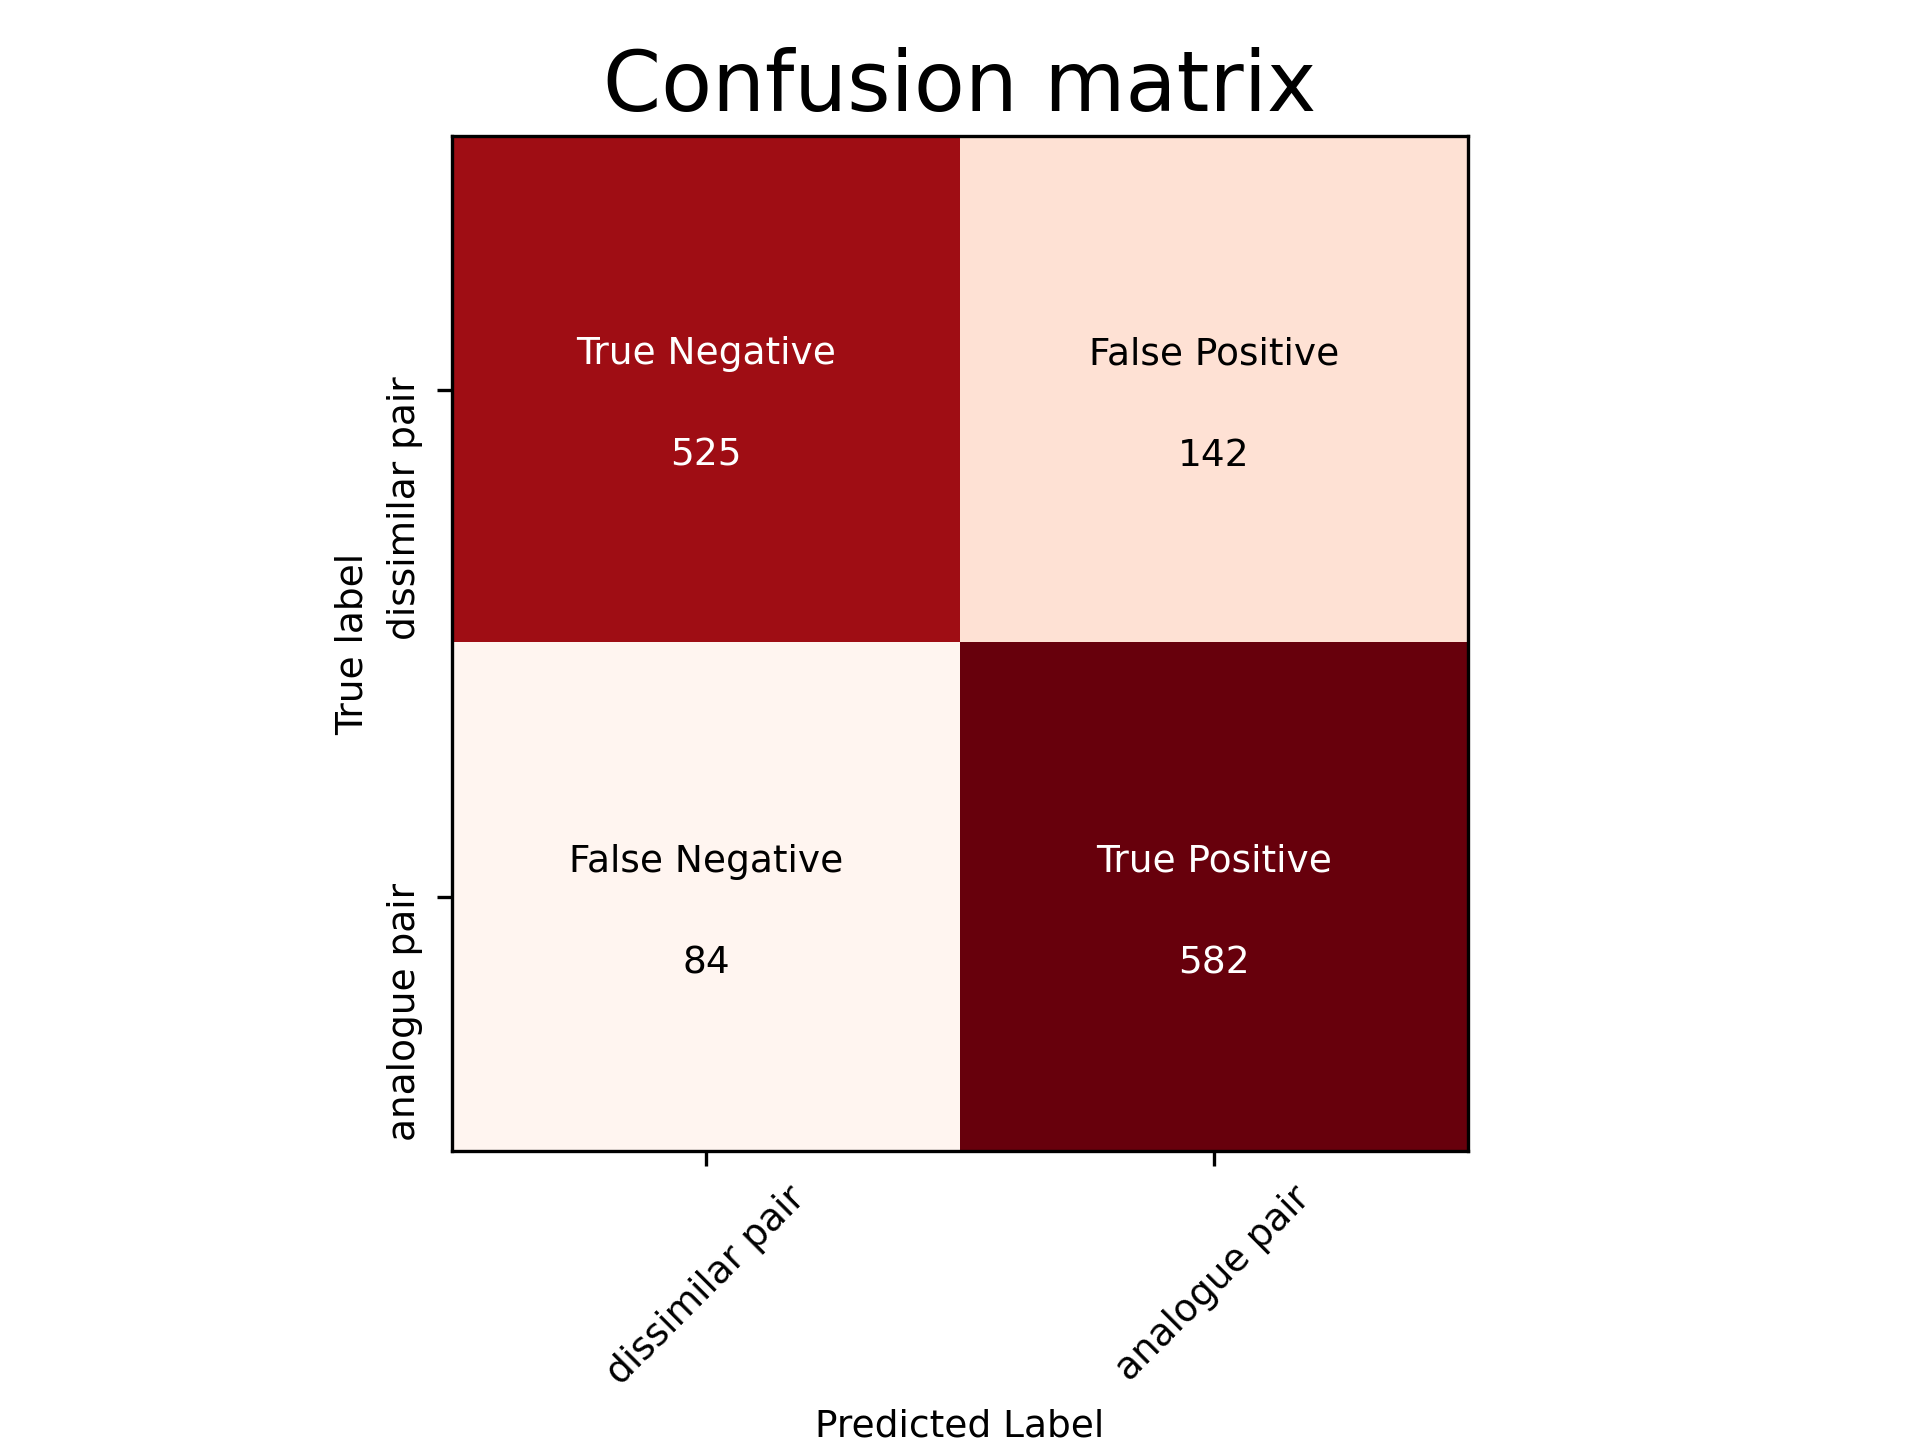 Confusion matrix
True label
dissimilar pair
True Negative
525
False Positive
142
analogue pair
False Negative
84
True Positive
582
dissimilar pair
analogue pair
Predicted Label